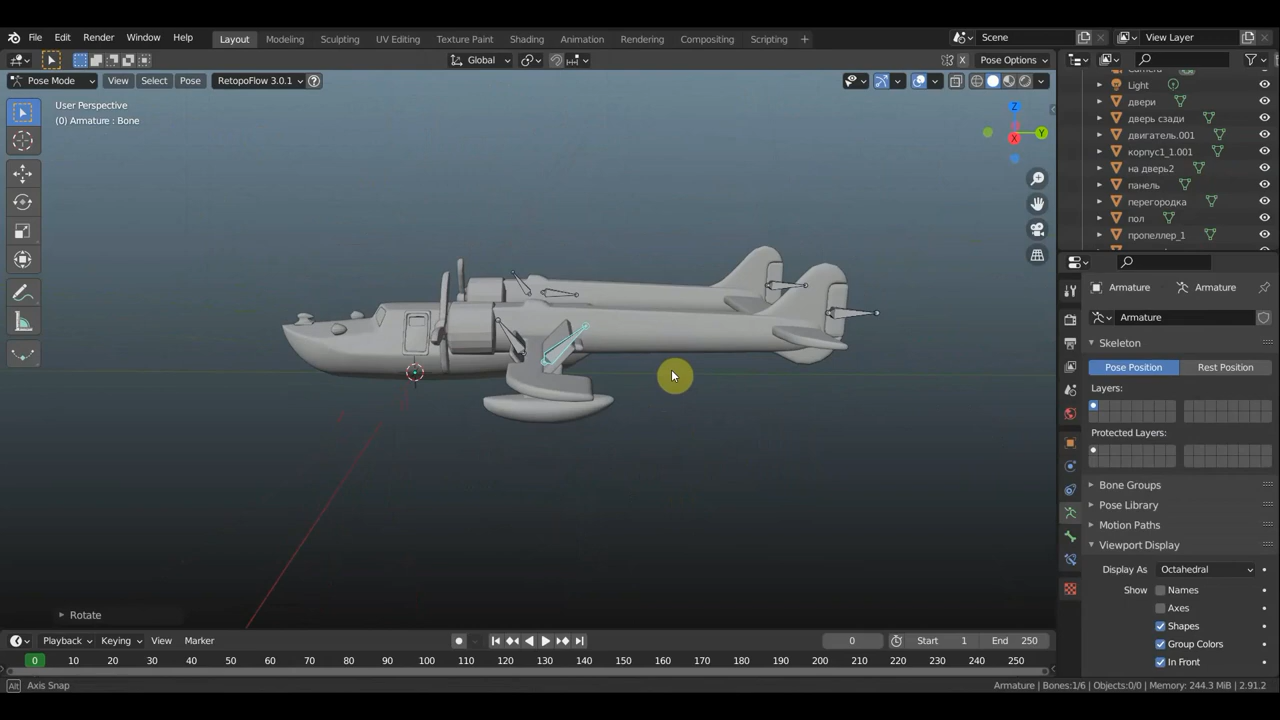 File Edit Render Window Help
Layout Modeling Sculpting UV Editing Texture Paint Shading Animation Rendering Compositing Scripting +
Scene
View Layer
Global
Pose Options
Pose Mode View Select Pose RetopoFlow 3.0.1
User Perspective
(0) Armature : Bone
Z
Y
X
Light
двери
дверь сзади
двигатель.001
корпус1_1.001
на дверь2
панель
перегородка
пол
пропеллер_1
Armature Armature
Armature
Skeleton
Pose Position Rest Position
Layers:
Protected Layers:
Bone Groups
Pose Library
Motion Paths
Viewport Display
Display As Octahedral
Show Names
Axes
Shapes
Group Colors
In Front
Rotate
Playback Keying View Marker
0 Start 1 End 250
0 10 20 30 40 50 60 70 80 90 100 110 120 130 140 150 160 170 180 190 200 210 220 230 240 250
Alt Axis Snap
Armature | Bones:1/6 | Objects:0/0 | Memory: 244.3 MiB | 2.91.2